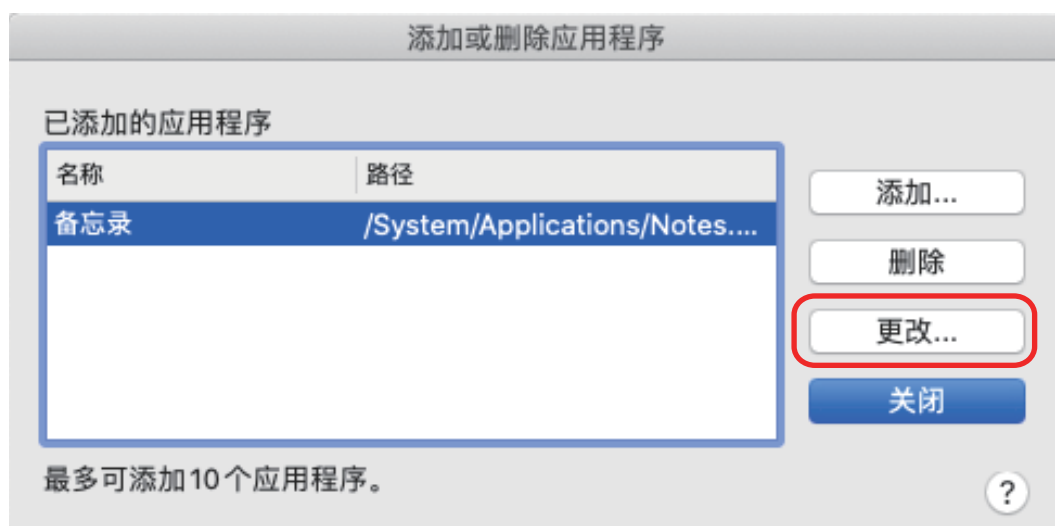 添加或删除应用程序
已添加的应用程序
名称 路径
添加...
备忘录 /System/Applications/Notes....
删除
更改...
关闭
最多可添加10个应用程序。
?